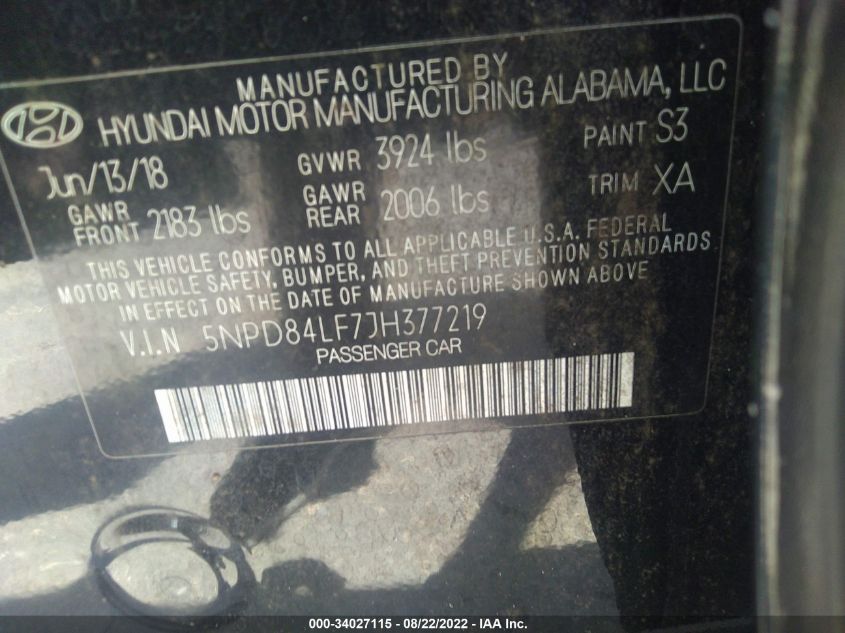 MANUFACTURED BY
HYUNDAI MOTOR MANUFACTURING ALABAMA, LLC
Jun/13/18 GVWR 3924 lbs PAINT S3
GAWR FRONT 2183 lbs GAWR REAR 2006 lbs TRIM XA
THIS VEHICLE CONFORMS TO ALL APPLICABLE U.S.A. FEDERAL
MOTOR VEHICLE SAFETY, BUMPER, AND THEFT PREVENTION STANDARDS
IN EFFECT ON THE DATE OF MANUFACTURE SHOWN ABOVE
V.I.N 5NPD84LF7JH377219
PASSENGER CAR
000-34027115 - 08/22/2022 - IAA Inc.